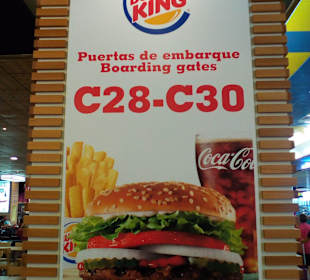 KING
Puertas de embarque
Boarding gates
C28-C30
Coca-Cola